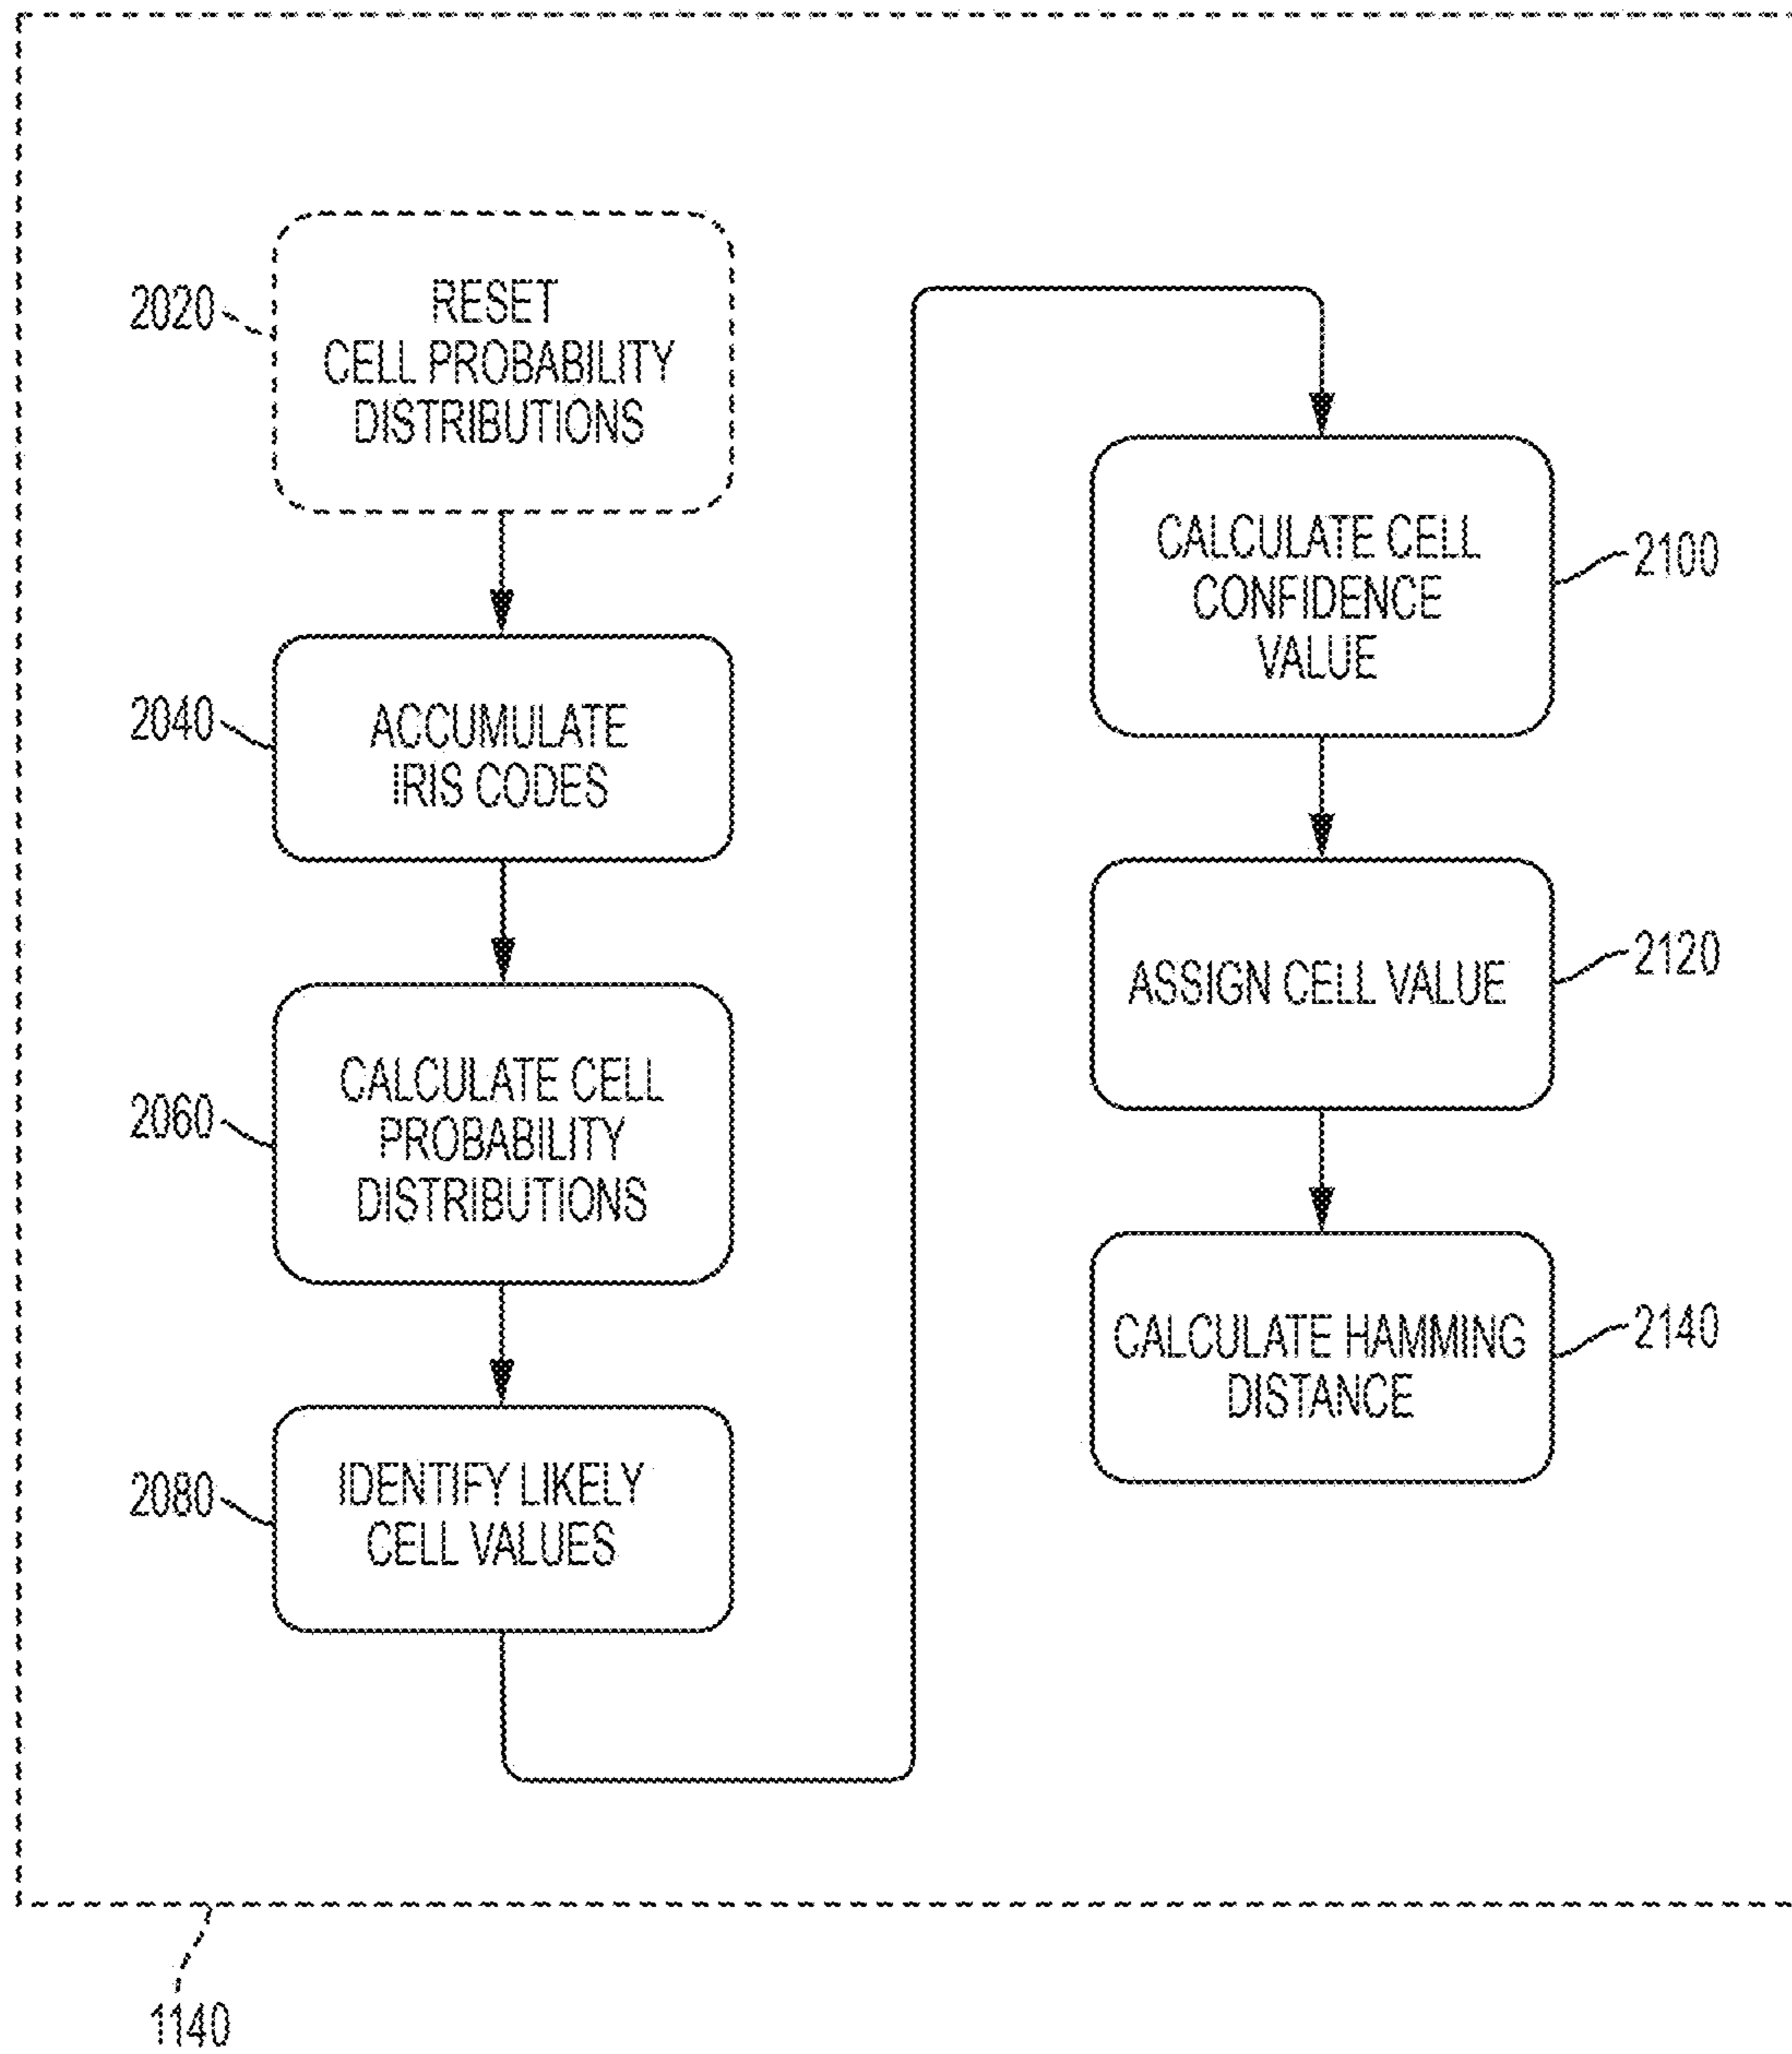 2020
RESET
CELL PROBABILITY
DISTRIBUTIONS
2040
ACCUMULATE
IRIS CODES
2060
CALCULATE CELL
PROBABILITY
DISTRIBUTIONS
2080
IDENTIFY LIKELY
CELL VALUES
CALCULATE CELL
CONFIDENCE
VALUE
2100
ASSIGN CELL VALUE
2120
CALCULATE HAMMING
DISTANCE
2140
1140